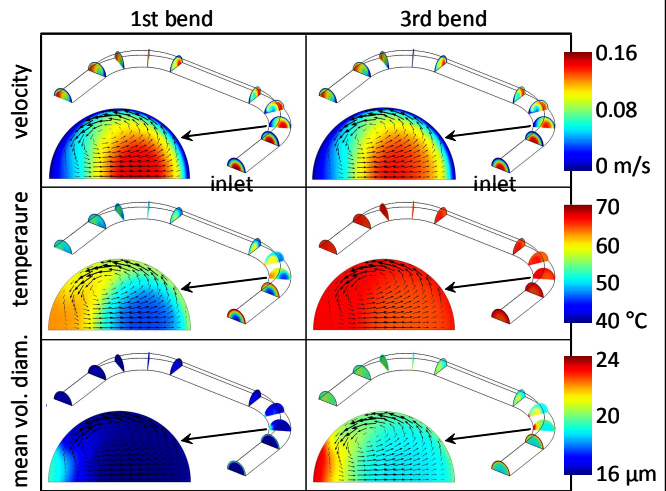 1st bend 3rd bend
velocity
0.16
0.08
0 m/s
inlet inlet
temperaure
70
60
50
40 °C
mean vol. diam.
24
20
16 µm